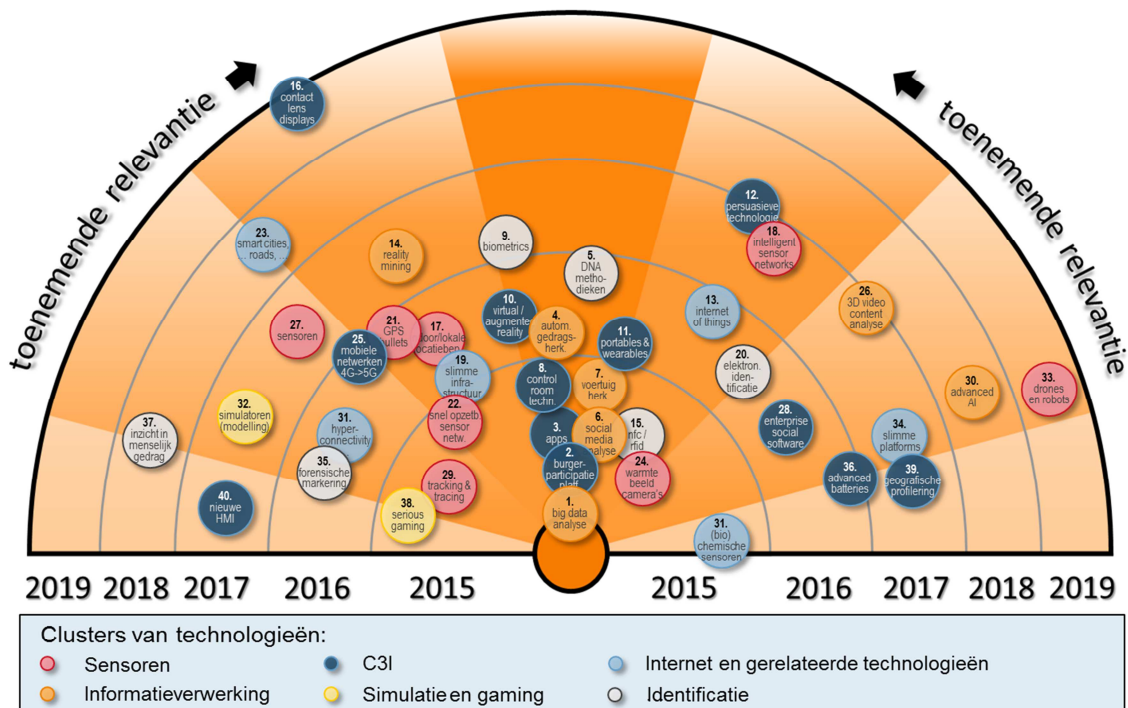 toenemende relevantie
toenemende relevantie
16.
contact
lens
displays
12.
persuasieve
technologie
18.
intelligent
sensor
networks
23.
smart cities,
... roads, ...
14.
reality
mining
9.
biometrics
5.
DNA
metho-
dieken
13.
internet
of things
26.
3D video
content
analyse
27.
sensoren
21.
GPS
bullets
17.
door/lokale
locatiebep.
10.
virtual /
augmented
reality
4.
autom.
gedrags-
herk.
11.
portables &
wearables
25.
mobiele
netwerken
4G->5G
19.
slimme
infra-
structuur
8.
control
room
techn.
7.
voertuig
herk.
20.
elektron.
iden-
tificatie
30.
advanced
AI
33.
drones
en robots
32.
simulatoren
(modelling)
22.
snel opzetb.
sensor
netw.
3.
apps
6.
social
media
analyse
15.
nfc /
rfid
28.
enterprise
social
software
37.
inzicht in
menselijk
gedrag
31.
hyper-
connectivity
34.
slimme
platforms
35.
forensische
markering
29.
tracking &
tracing
2.
burger-
participatie
platf.
24.
warmte
beeld
camera's
36.
advanced
batteries
39.
geografische
profilering
40.
nieuwe
HMI
38.
serious
gaming
1.
big data
analyse
31.
(bio)
chemische
sensoren
2019 2018 2017 2016 2015 2015 2016 2017 2018 2019
Clusters van technologieën:
Sensoren C3I Internet en gerelateerde technologieën
Informatieverwerking Simulatie en gaming Identificatie